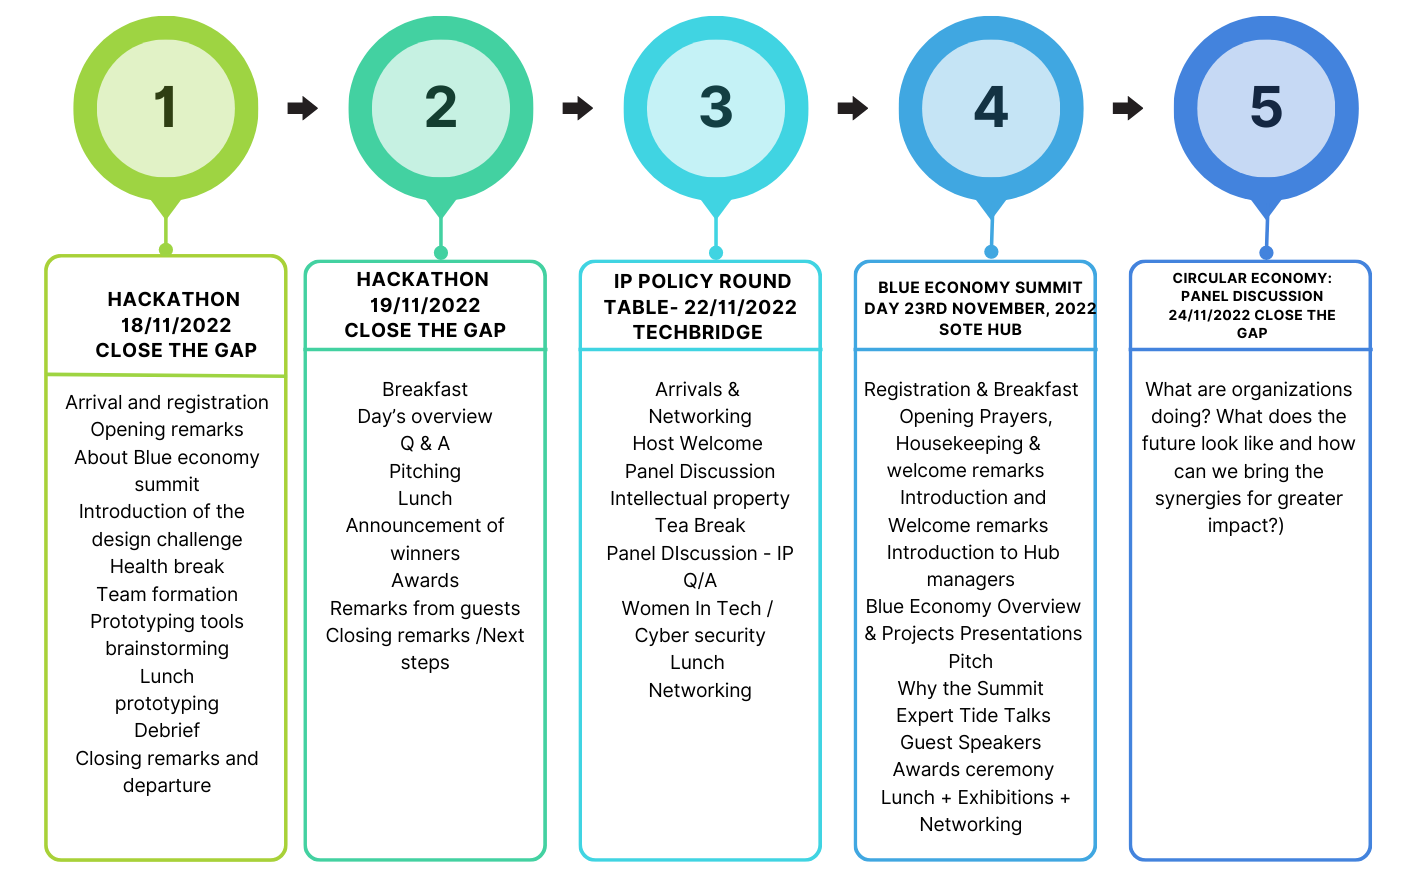 1
2
3
4
5
HACKATHON
18/11/2022
CLOSE THE GAP
Arrival and registration
Opening remarks
About Blue economy
summit
Introduction of the
design challenge
Health break
Team formation
Prototyping tools
brainstorming
Lunch
prototyping
Debrief
Closing remarks and
departure
HACKATHON
19/11/2022
CLOSE THE GAP
Breakfast
Day’s overview
Q & A
Pitching
Lunch
Announcement of
winners
Awards
Remarks from guests
Closing remarks /Next
steps
IP POLICY ROUND
TABLE- 22/11/2022
TECHBRIDGE
Arrivals &
Networking
Host Welcome
Panel Discussion
Intellectual property
Tea Break
Panel DIscussion - IP
Q/A
Women In Tech /
Cyber security
Lunch
Networking
BLUE ECONOMY SUMMIT
DAY 23RD NOVEMBER, 2022
SOTE HUB
Registration & Breakfast
Opening Prayers,
Housekeeping &
welcome remarks
Introduction and
Welcome remarks
Introduction to Hub
managers
Blue Economy Overview
& Projects Presentations
Pitch
Why the Summit
Expert Tide Talks
Guest Speakers
Awards ceremony
Lunch + Exhibitions +
Networking
CIRCULAR ECONOMY:
PANEL DISCUSSION
24/11/2022 CLOSE THE
GAP
What are organizations
doing? What does the
future look like and how
can we bring the
synergies for greater
impact?)